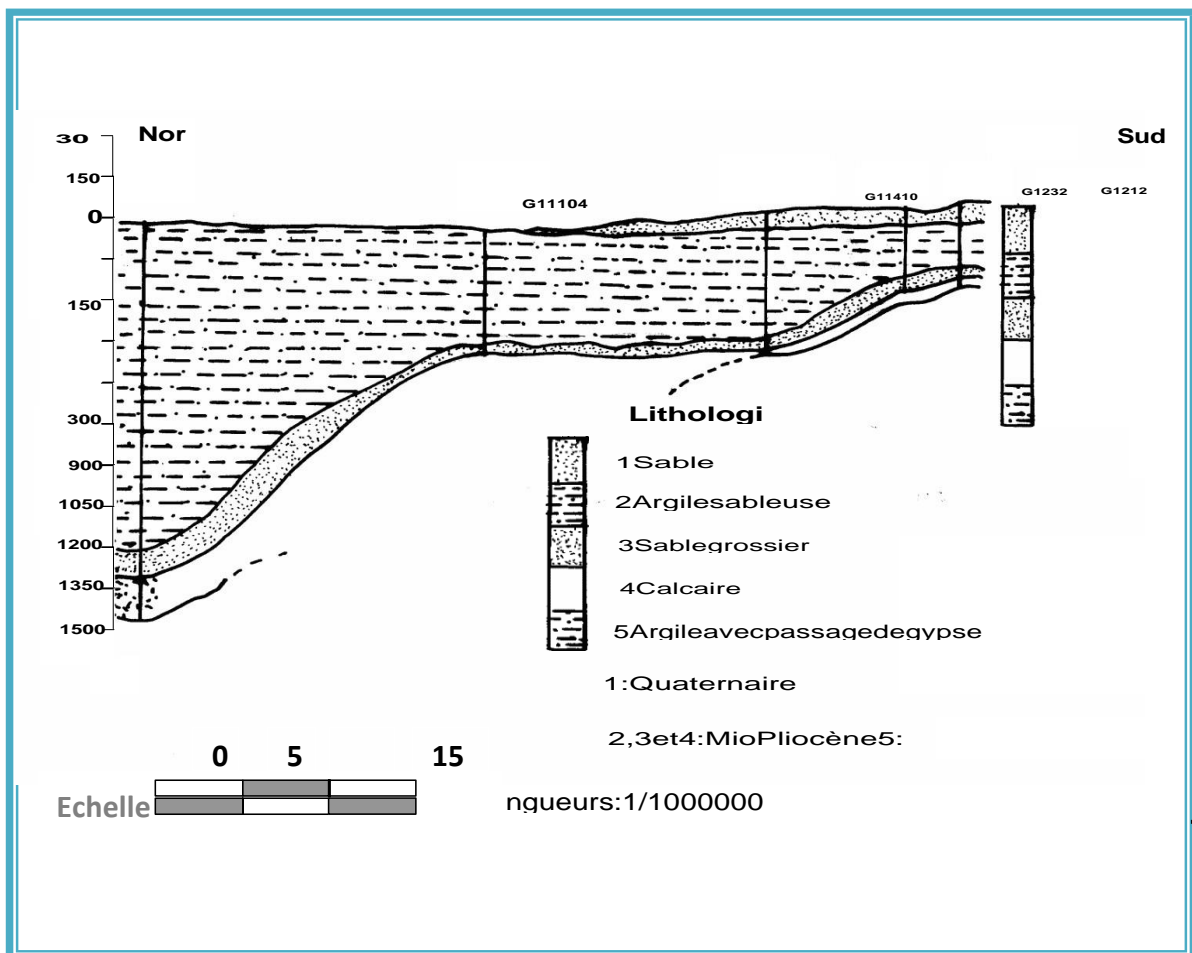 30
Nor
Sud
150
G11104
G11410
G1232
G1212
0
150
300
900
1050
1200
1350
1500
Lithologi
1Sable
2Argilesableuse
3Sablegrossier
4Calcaire
5Argileavecpassagedegypse
1:Quaternaire
2,3et4:MioPliocène5:
0 5 15
Echelle
ngueurs:1/1000000